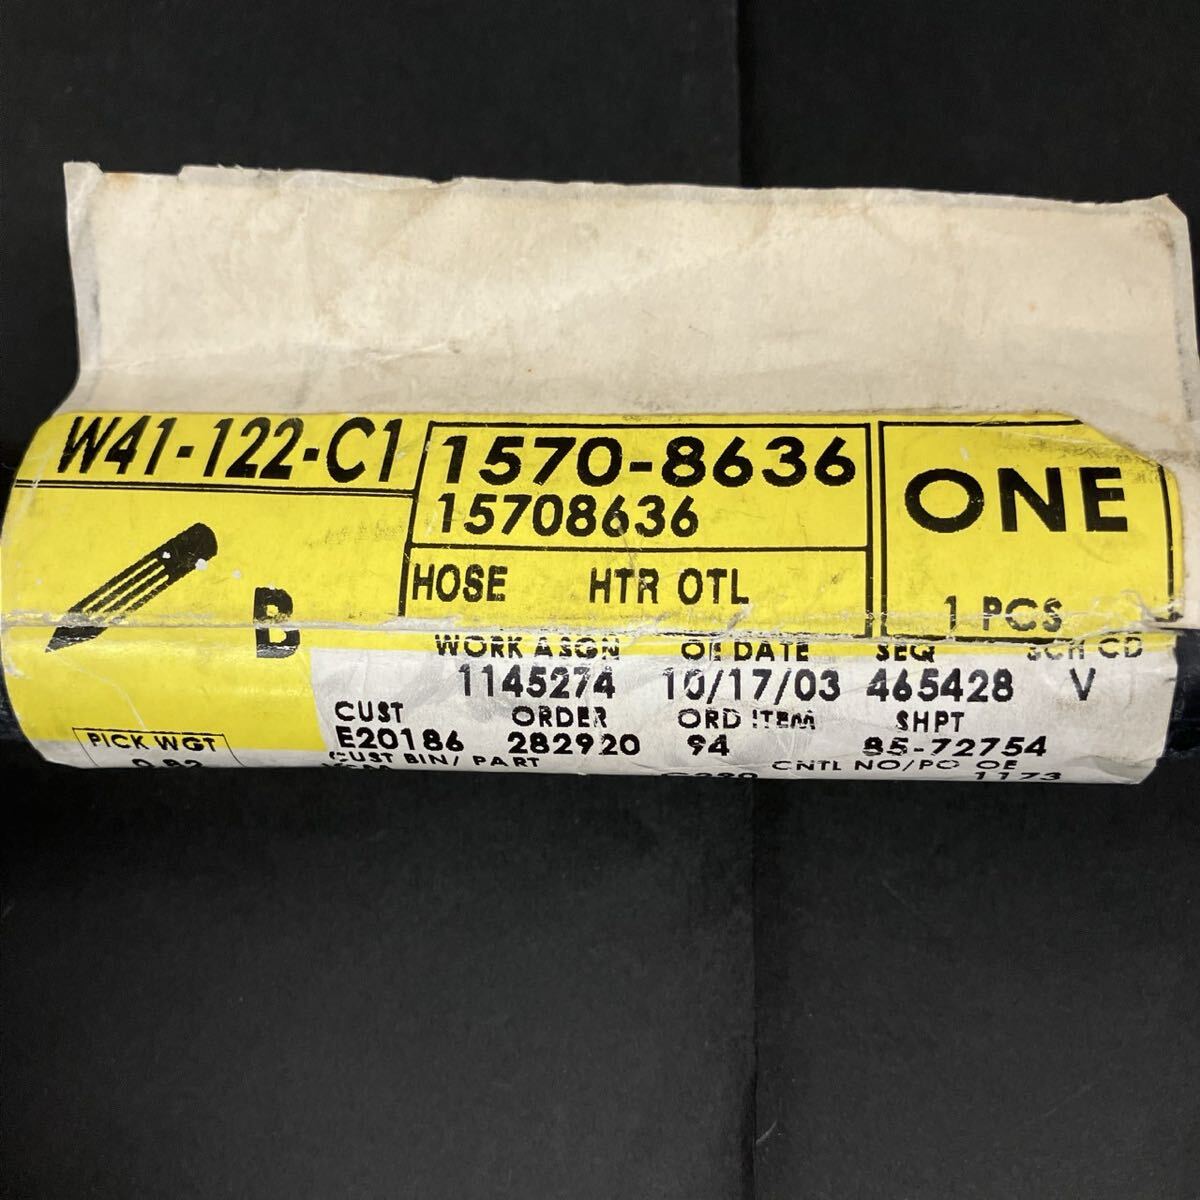 W41-122-C1
1570-8636
15708636
ONE
HOSE HTR OTL
1 PCS
B
WORK ASGN OE DATE SEQ SCH CD
1145274 10/17/03 465428 V
CUST ORDER ORD ITEM SHPT
E20186 282920 94 85-72754
PICK WGT
CUST BIN/ PART CNTL NO/PO OE
1173